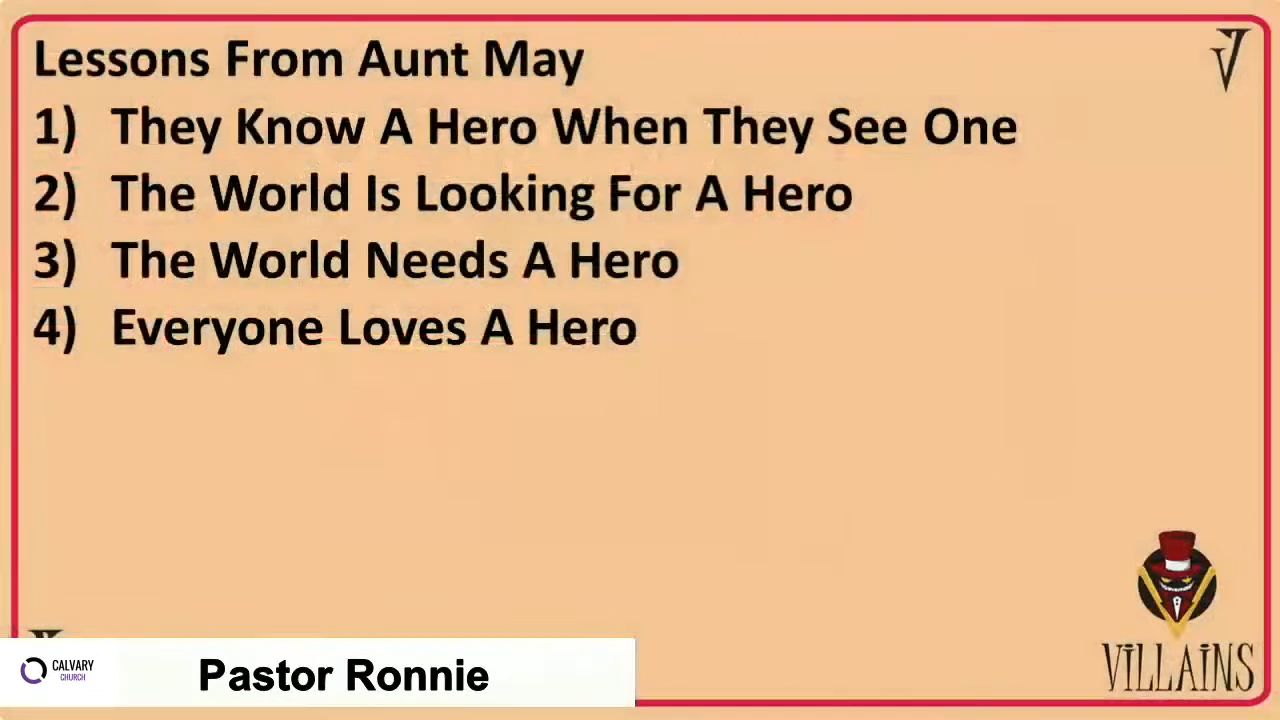 Lessons From Aunt May
1) They Know A Hero When They See One
2) The World Is Looking For A Hero
3) The World Needs A Hero
4) Everyone Loves A Hero
J
VILLAINS
CALVARY
CHURCH
Pastor Ronnie